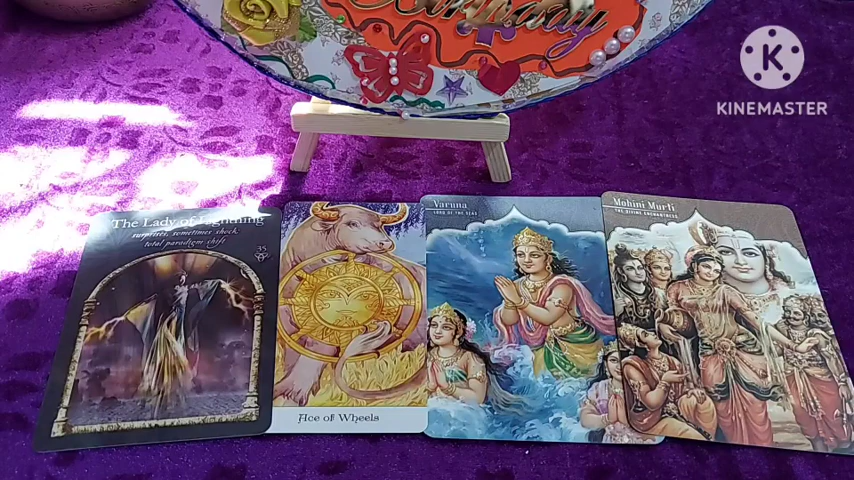 Birthday
K
KINEMASTER
The Lady of Lightning
surprises, sometimes shock,
total paradigm shift
35
Ace of Wheels
Varuna
LORD OF THE SEAS
Mohini Murti
THE DIVINE ENCHANTRESS